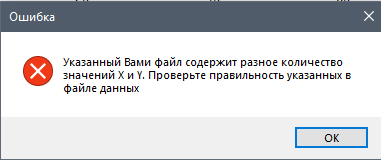 Ошибка
Указанный Вами файл содержит разное количество
значений X и Y. Проверьте правильность указанных в
файле данных
OK